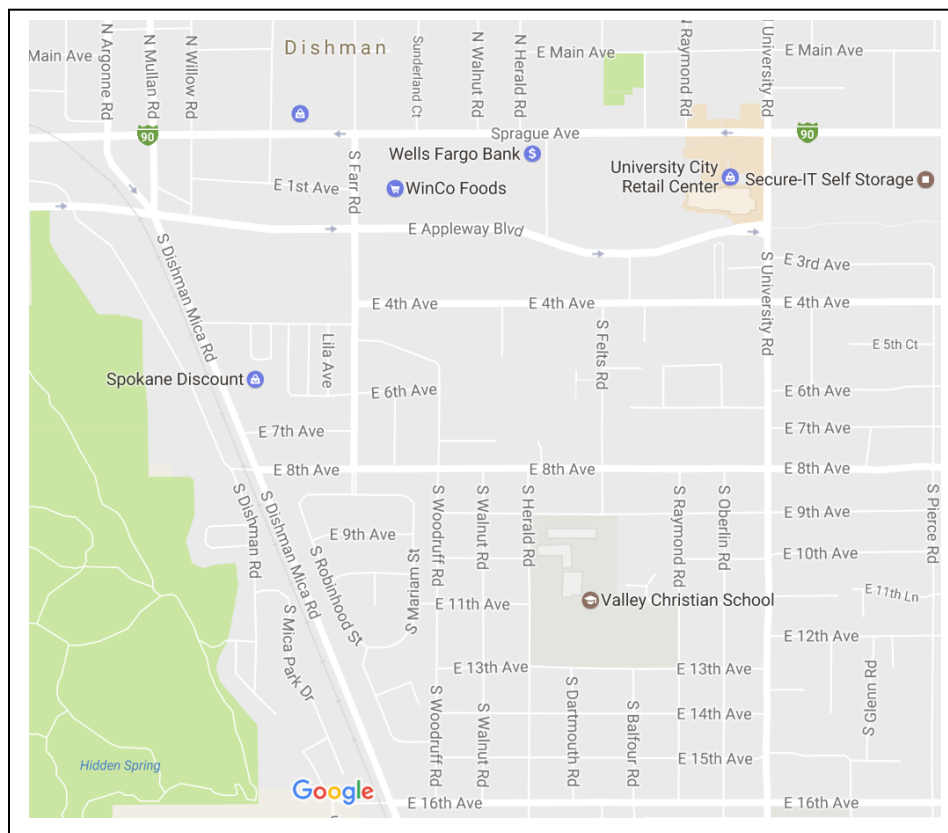 N Argonne Rd
N Mullan Rd
N Willow Rd
Dishman
Sunderland Ct
N Walnut Rd
N Herald Rd
E Main Ave
N Raymond Rd
University Rd
E Main Ave
Main Ave
90
Sprague Ave
90
Wells Fargo Bank
S Farr Rd
E 1st Ave
WinCo Foods
University City
Retail Center
Secure-IT Self Storage
E Appleway Blvd
S Dishman Mica Rd
S University Rd
E 3rd Ave
E 4th Ave
E 4th Ave
E 4th Ave
S Felts Rd
Lila Ave
E 5th Ct
Spokane Discount
E 6th Ave
E 6th Ave
E 7th Ave
E 7th Ave
E 8th Ave
E 8th Ave
E 8th Ave
S Dishman Rd
S Dishman Mica Rd
S Woodruff Rd
S Walnut Rd
S Herald Rd
S Raymond Rd
S Oberlin Rd
S Pierce Rd
E 9th Ave
E 9th Ave
S Robinhood St
S Mariam St
E 10th Ave
E 11th Ave
Valley Christian School
E 11th Ln
S Mica Park Dr
E 12th Ave
E 13th Ave
E 13th Ave
S Glenn Rd
S Woodruff Rd
S Walnut Rd
S Dartmouth Rd
S Balfour Rd
E 14th Ave
E 15th Ave
Hidden Spring
Google
E 16th Ave
E 16th Ave